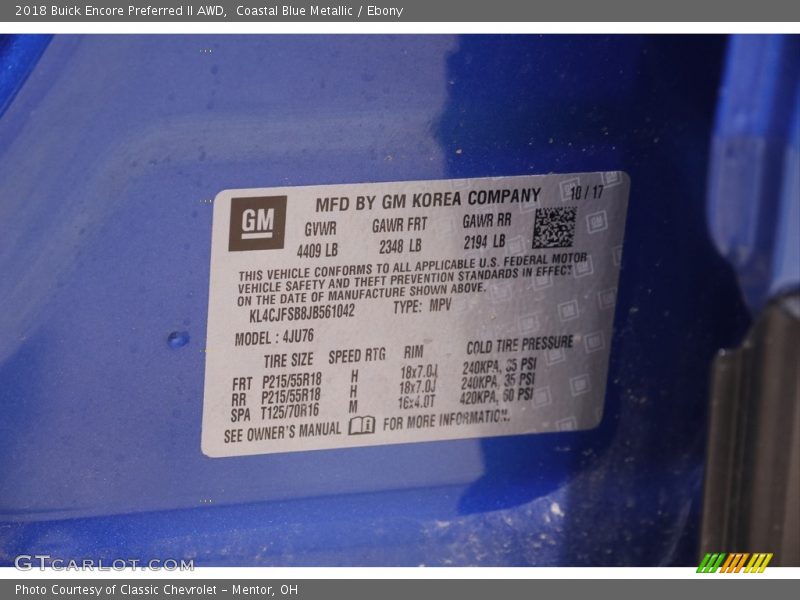 2018 Buick Encore Preferred II AWD, Coastal Blue Metallic / Ebony
GM
MFD BY GM KOREA COMPANY 10 / 17
GVWR GAWR FRT GAWR RR
4409 LB 2348 LB 2194 LB
THIS VEHICLE CONFORMS TO ALL APPLICABLE U.S. FEDERAL MOTOR
VEHICLE SAFETY AND THEFT PREVENTION STANDARDS IN EFFECT
ON THE DATE OF MANUFACTURE SHOWN ABOVE.
KL4CJFSB8JB561042 TYPE: MPV
MODEL : 4JU76
TIRE SIZE SPEED RTG RIM COLD TIRE PRESSURE
FRT P215/55R18 H 18x7.0J 240KPA, 35 PSI
RR P215/55R18 H 18x7.0J 240KPA, 35 PSI
SPA T125/70R16 M 16x4.0T 420KPA, 60 PSI
SEE OWNER'S MANUAL FOR MORE INFORMATION.
GTCARLOT.COM
Photo Courtesy of Classic Chevrolet - Mentor, OH